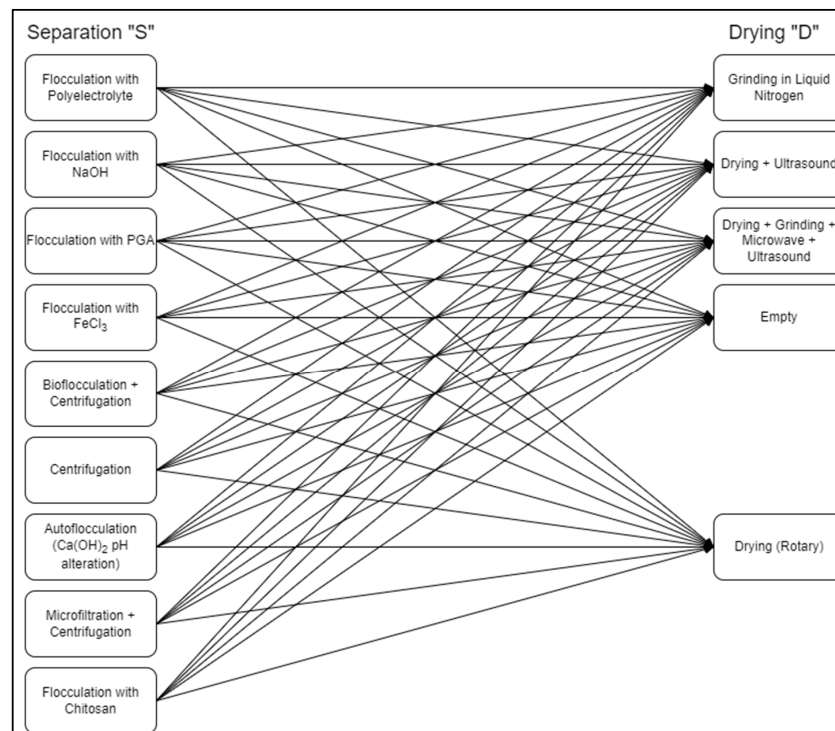 Separation "S"
Flocculation with
Polyelectrolyte
Flocculation with
NaOH
Flocculation with PGA
Flocculation with
FeCl₃
Bioflocculation +
Centrifugation
Centrifugation
Autoflocculation
(Ca(OH)₂ pH
alteration)
Microfiltration +
Centrifugation
Flocculation with
Chitosan
Drying "D"
Grinding in Liquid
Nitrogen
Drying + Ultrasound
Drying + Grinding +
Microwave +
Ultrasound
Empty
Drying (Rotary)